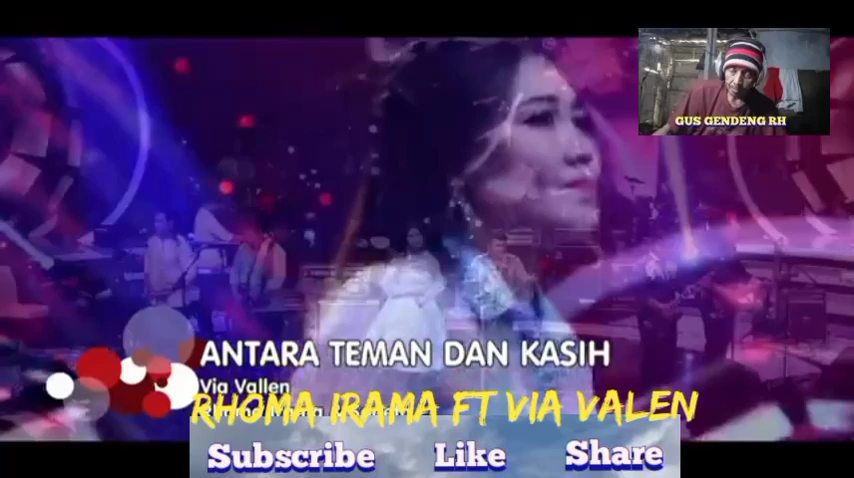 GUS GENDENG RH
ANTARA TEMAN DAN KASIH
Via Vallen
RHOMA IRAMA FT VIA VALEN
Subscribe Like Share